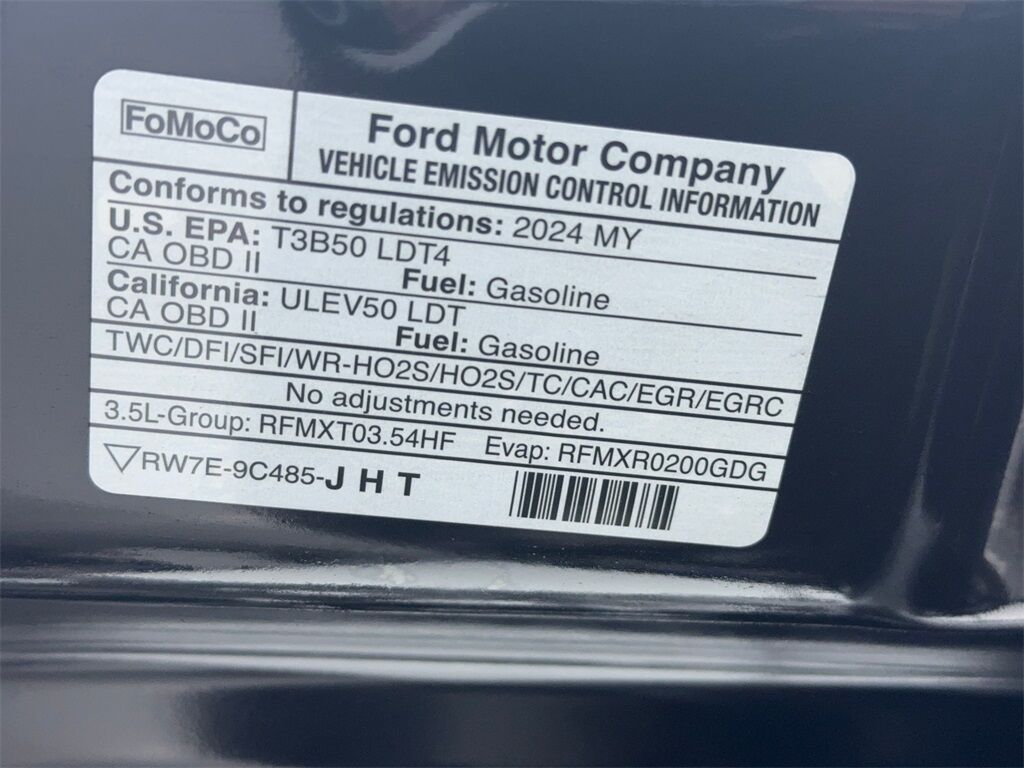 FoMoCo
Ford Motor Company
VEHICLE EMISSION CONTROL INFORMATION
Conforms to regulations: 2024 MY
U.S. EPA: T3B50 LDT4
CA OBD II Fuel: Gasoline
California: ULEV50 LDT
CA OBD II Fuel: Gasoline
TWC/DFI/SFI/WR-HO2S/HO2S/TC/CAC/EGR/EGRC
No adjustments needed.
3.5L-Group: RFMXT03.54HF Evap: RFMXR0200GDG
RW7E-9C485-J H T